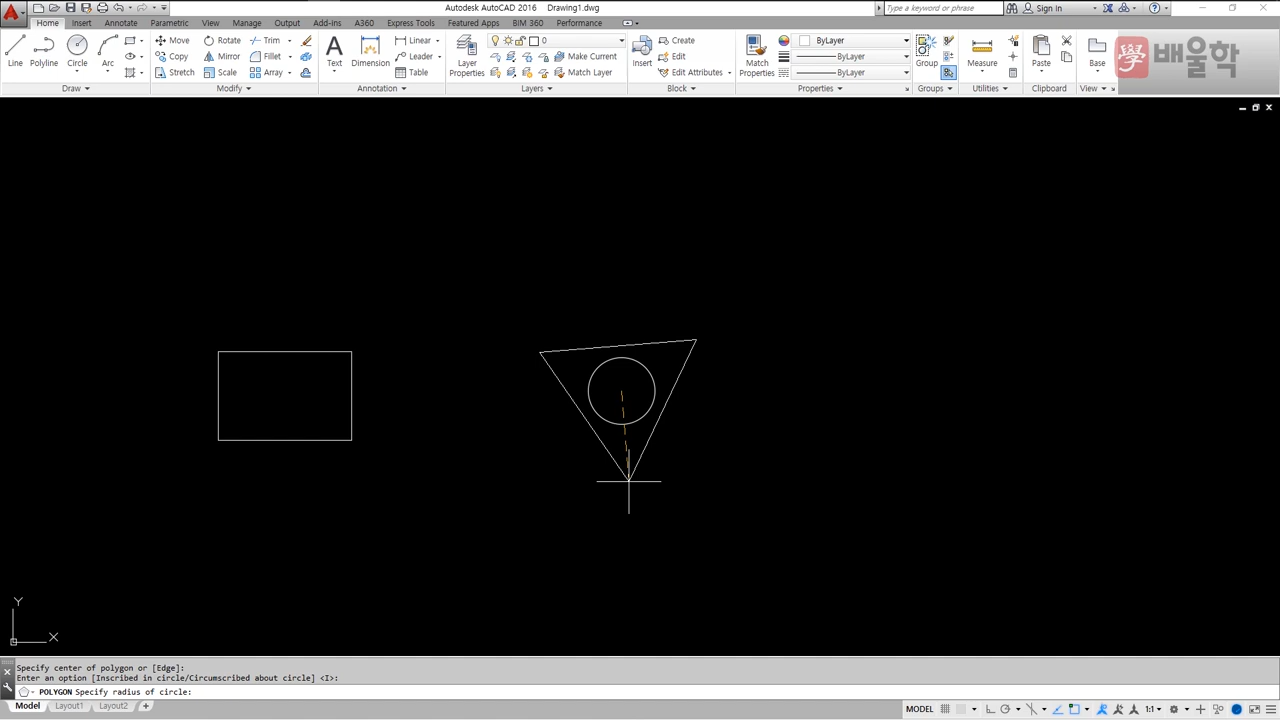 Autodesk AutoCAD 2016 Drawing1.dwg Type a keyword or phrase Sign In
Home Insert Annotate Parametric View Manage Output Add-ins A360 Express Tools Featured Apps BIM 360 Performance
Move Rotate Trim Linear 0 Create ByLayer
Copy Mirror Fillet Leader Make Current Edit ByLayer
Stretch Scale Array Table Match Layer Edit Attributes ByLayer
Line Polyline Circle Arc Text Dimension Layer Properties Insert Match Properties Group Measure Paste Base
學 배울학
Draw Modify Annotation Layers Block Properties Groups Utilities Clipboard View
Y
X
Specify center of polygon or [Edge]:
Enter an option [Inscribed in circle/Circumscribed about circle] <I>:
POLYGON Specify radius of circle:
Model Layout1 Layout2 + MODEL 1:1